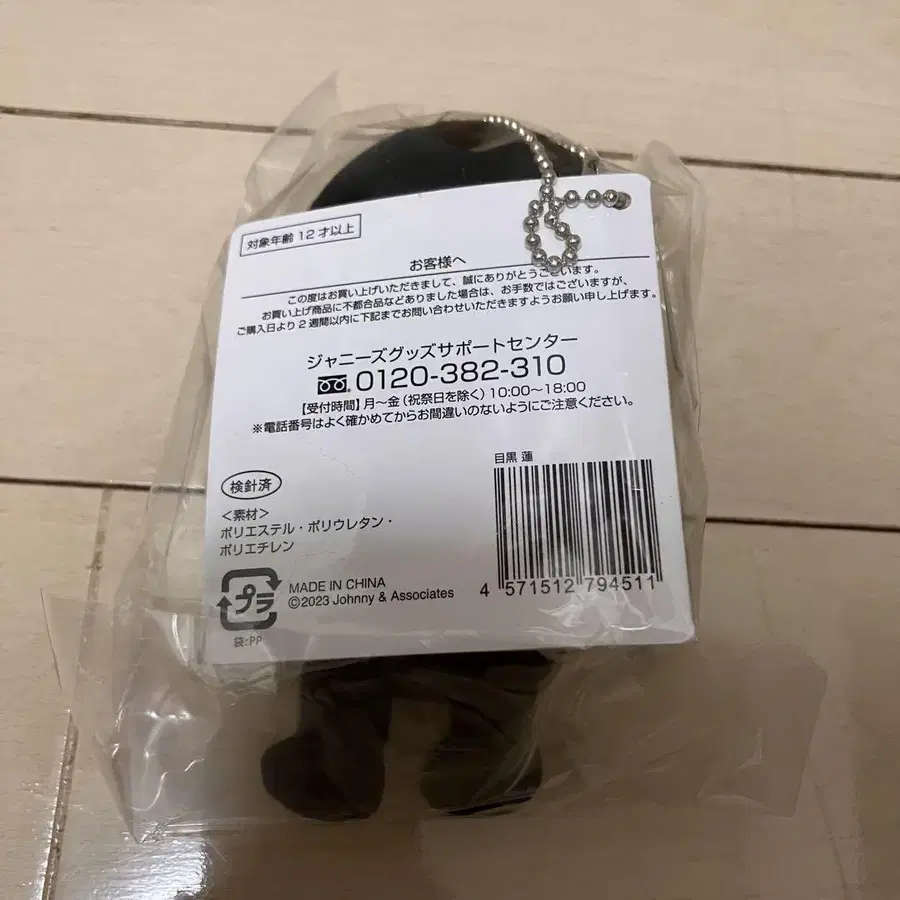 対象年齢12才以上
お客様へ
この度はお買い上げいただきまして、誠にありがとうございます。
お買い上げ商品に不都合品などありました場合は、お手数ではございますが、
ご購入日より2週間以内に下記までお問い合わせいただきますようお願い申し上げます。
ジャニーズグッズサポートセンター
0120-382-310
【受付時間】月～金（祝祭日を除く）10:00～18:00
※電話番号はよく確かめてからお間違いのないようにご注意ください。
検針済
＜素材＞
ポリエステル・ポリウレタン・
ポリエチレン
プラ
袋:PP
MADE IN CHINA
©2023 Johnny & Associates
目黒 蓮
4 571512 794511